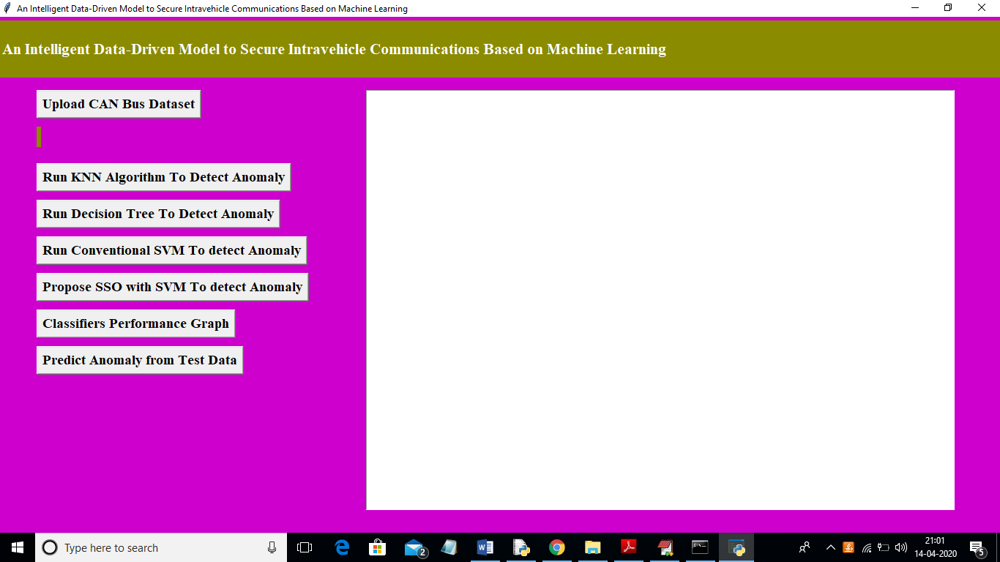 An Intelligent Data-Driven Model to Secure Intravehicle Communications Based on Machine Learning
An Intelligent Data-Driven Model to Secure Intravehicle Communications Based on Machine Learning
Upload CAN Bus Dataset
Run KNN Algorithm To Detect Anomaly
Run Decision Tree To Detect Anomaly
Run Conventional SVM To detect Anomaly
Propose SSO with SVM To detect Anomaly
Classifiers Performance Graph
Predict Anomaly from Test Data
Type here to search
2
21:01
14-04-2020
5